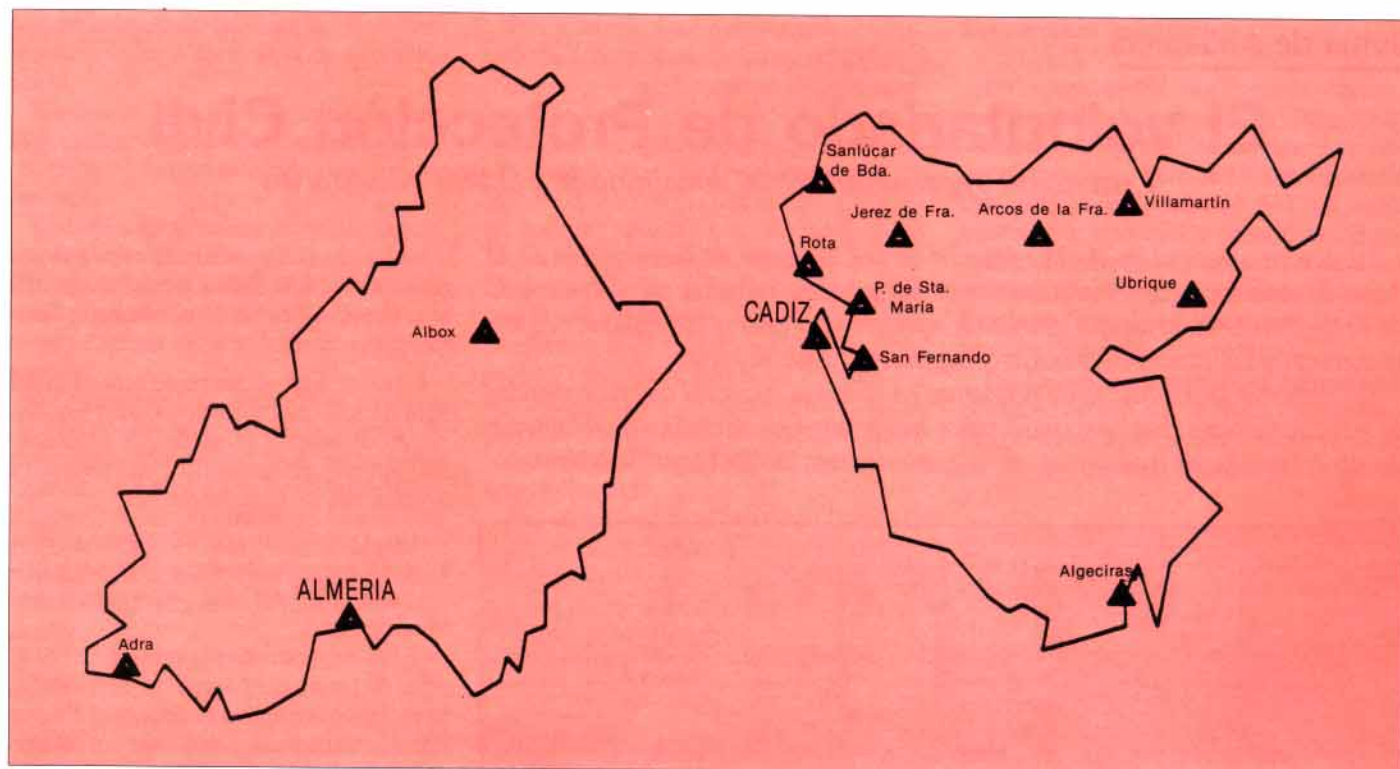 Albox
ALMERIA
Adra
Sanlúcar
de Bda.
Jerez de Fra.
Arcos de la Fra.
Villamartín
Rota
P. de Sta.
María
Ubrique
CADIZ
San Fernando
Algeciras